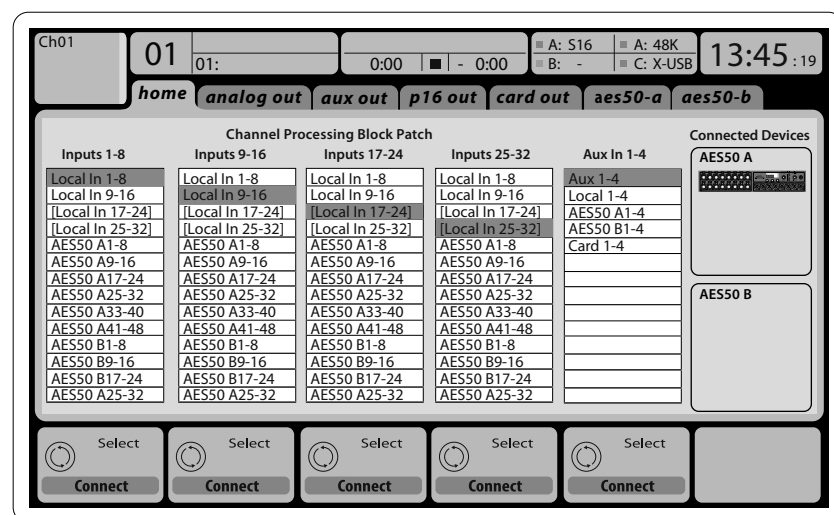 Ch01
01
01:
0:00 - 0:00
A: S16
B: -
A: 48K
C: X-USB
13:45:19
home analog out aux out p16 out card out aes50-a aes50-b
Channel Processing Block Patch
Connected Devices
Inputs 1-8 Inputs 9-16 Inputs 17-24 Inputs 25-32 Aux In 1-4
AES50 A
Local In 1-8 Local In 1-8 Local In 1-8 Local In 1-8 Aux 1-4
Local In 9-16 Local In 9-16 Local In 9-16 Local In 9-16 Local 1-4
[Local In 17-24] [Local In 17-24] [Local In 17-24] [Local In 17-24] AES50 A1-4
[Local In 25-32] [Local In 25-32] [Local In 25-32] [Local In 25-32] AES50 B1-4
AES50 A1-8 AES50 A1-8 AES50 A1-8 AES50 A1-8 Card 1-4
AES50 A9-16 AES50 A9-16 AES50 A9-16 AES50 A9-16
AES50 A17-24 AES50 A17-24 AES50 A17-24 AES50 A17-24
AES50 A25-32 AES50 A25-32 AES50 A25-32 AES50 A25-32
AES50 B
AES50 A33-40 AES50 A33-40 AES50 A33-40 AES50 A33-40
AES50 A41-48 AES50 A41-48 AES50 A41-48 AES50 A41-48
AES50 B1-8 AES50 B1-8 AES50 B1-8 AES50 B1-8
AES50 B9-16 AES50 B9-16 AES50 B9-16 AES50 B9-16
AES50 B17-24 AES50 B17-24 AES50 B17-24 AES50 B17-24
AES50 A25-32 AES50 A25-32 AES50 A25-32 AES50 A25-32
Select Select Select Select Select
Connect Connect Connect Connect Connect